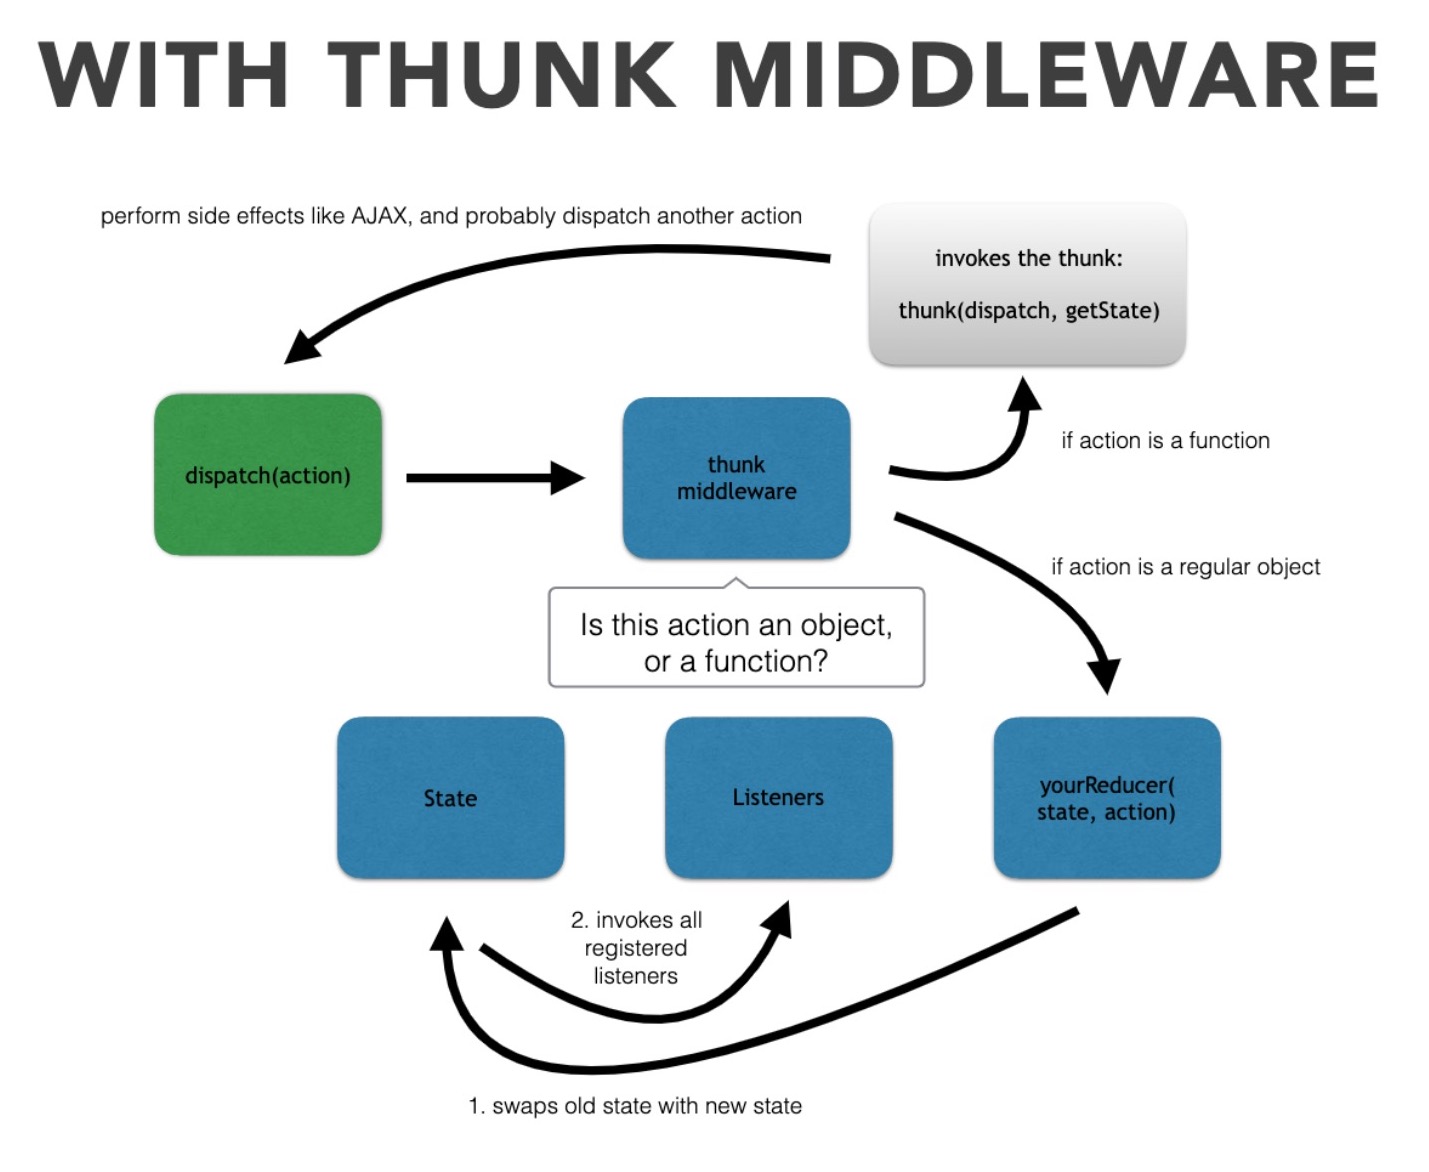 WITH THUNK MIDDLEWARE
perform side effects like AJAX, and probably dispatch another action
invokes the thunk:
thunk(dispatch, getState)
if action is a function
dispatch(action)
thunk
middleware
if action is a regular object
Is this action an object,
or a function?
State
Listeners
yourReducer(
state, action)
2. invokes all
registered
listeners
1. swaps old state with new state